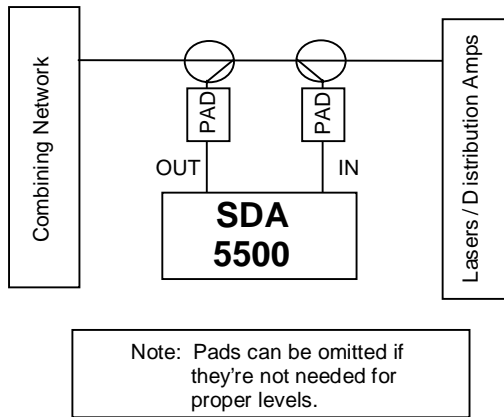 Combining Network
PAD
PAD
OUT
IN
SDA
5500
Lasers / Distribution Amps
Note: Pads can be omitted if
they're not needed for
proper levels.